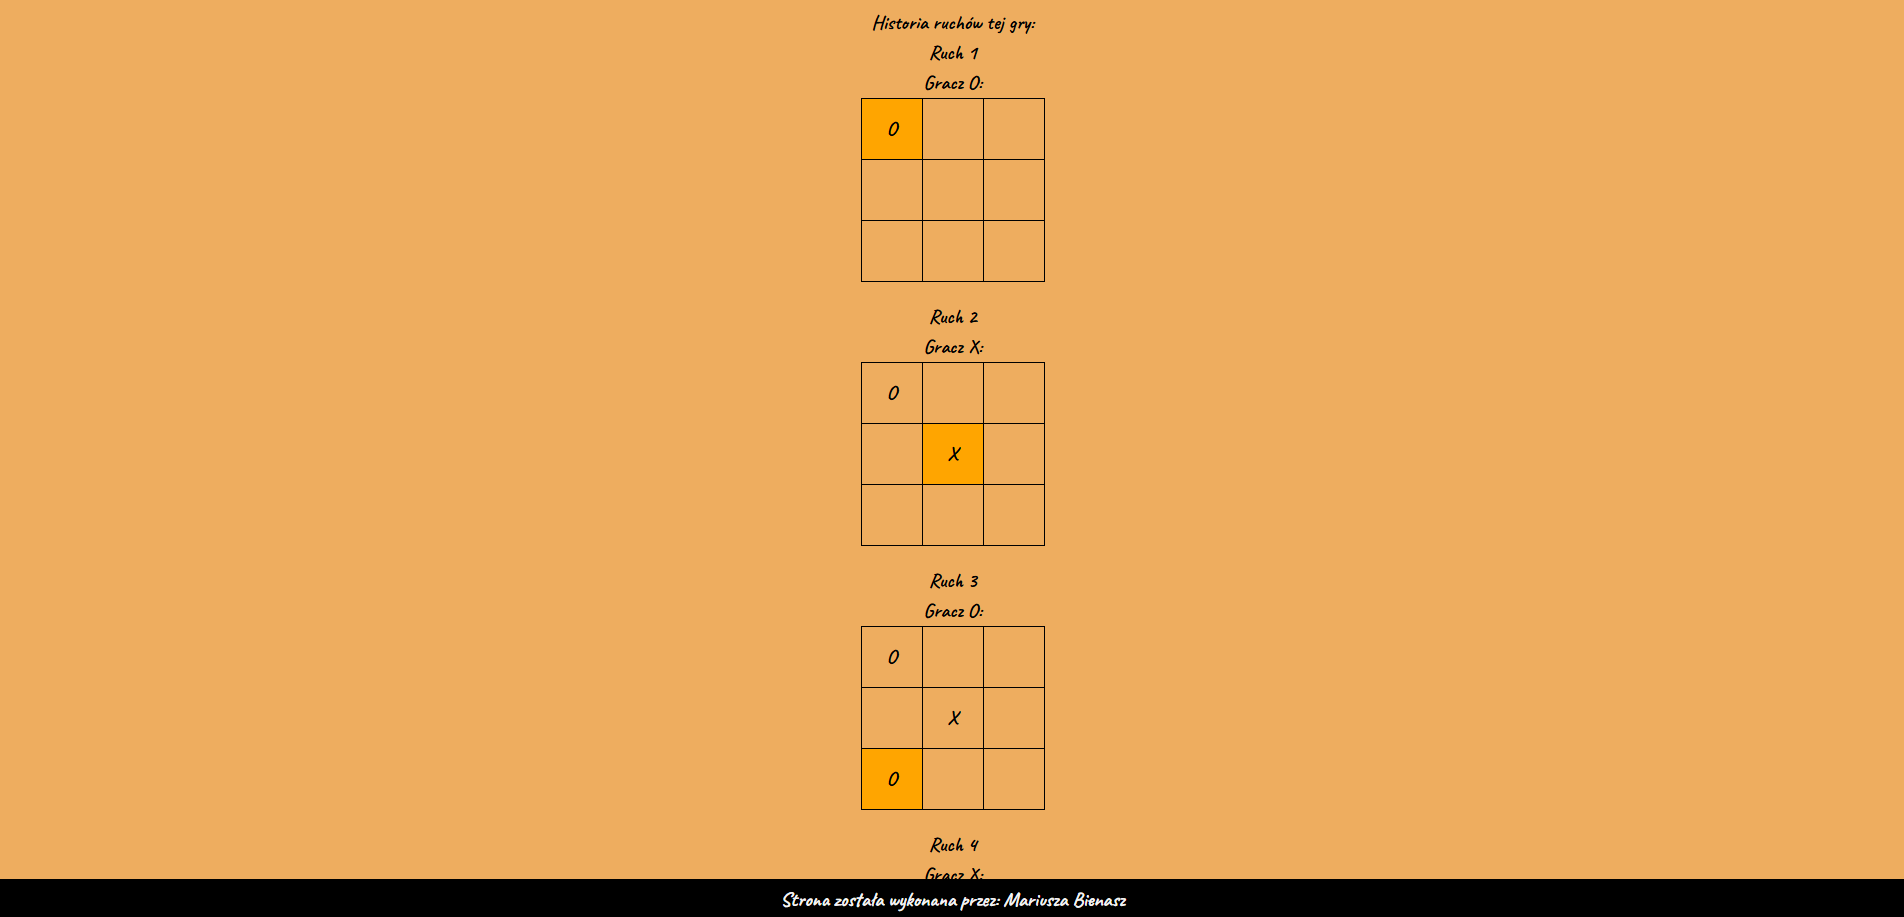 Historia ruchów tej gry:
Ruch 1
Gracz O:
O
Ruch 2
Gracz X:
O
X
Ruch 3
Gracz O:
O
X
O
Ruch 4
Gracz X:
Strona została wykonana przez: Mariusza Bienasz